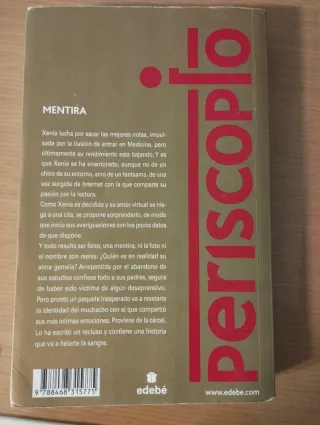 MENTIRA
Xenia lucha por sacar las mejores notas, impul-
sada por la ilusión de entrar en Medicina, pero
últimamente su rendimiento está bajando. Y es
que Xenia se ha enamorado, aunque no de un
chico de su entorno, sino de un fantasma, de una
voz surgida de Internet con la que comparte su
pasión por la lectura.
Como Xenia es decidida y su amor virtual se nie-
ga a una cita, se propone sorprenderlo, de modo
que inicia sus averiguaciones con los pocos datos
de que dispone.
Y todo resulta ser falso, una mentira, ni la foto ni
el nombre son reales. ¿Quién es en realidad su
alma gemela? Arrepentida por el abandono de
sus estudios confiesa todo a sus padres, segura
de haber sido víctima de algún desaprensivo.
Pero pronto un paquete inesperado va a revelarle
la identidad del muchacho con el que compartió
sus más íntimas emociones. Proviene de la cárcel.
Lo ha escrito un recluso y contiene una historia
que va a helarte la sangre.
9 788468 315775
edebé
www.edebe.com
periscopio